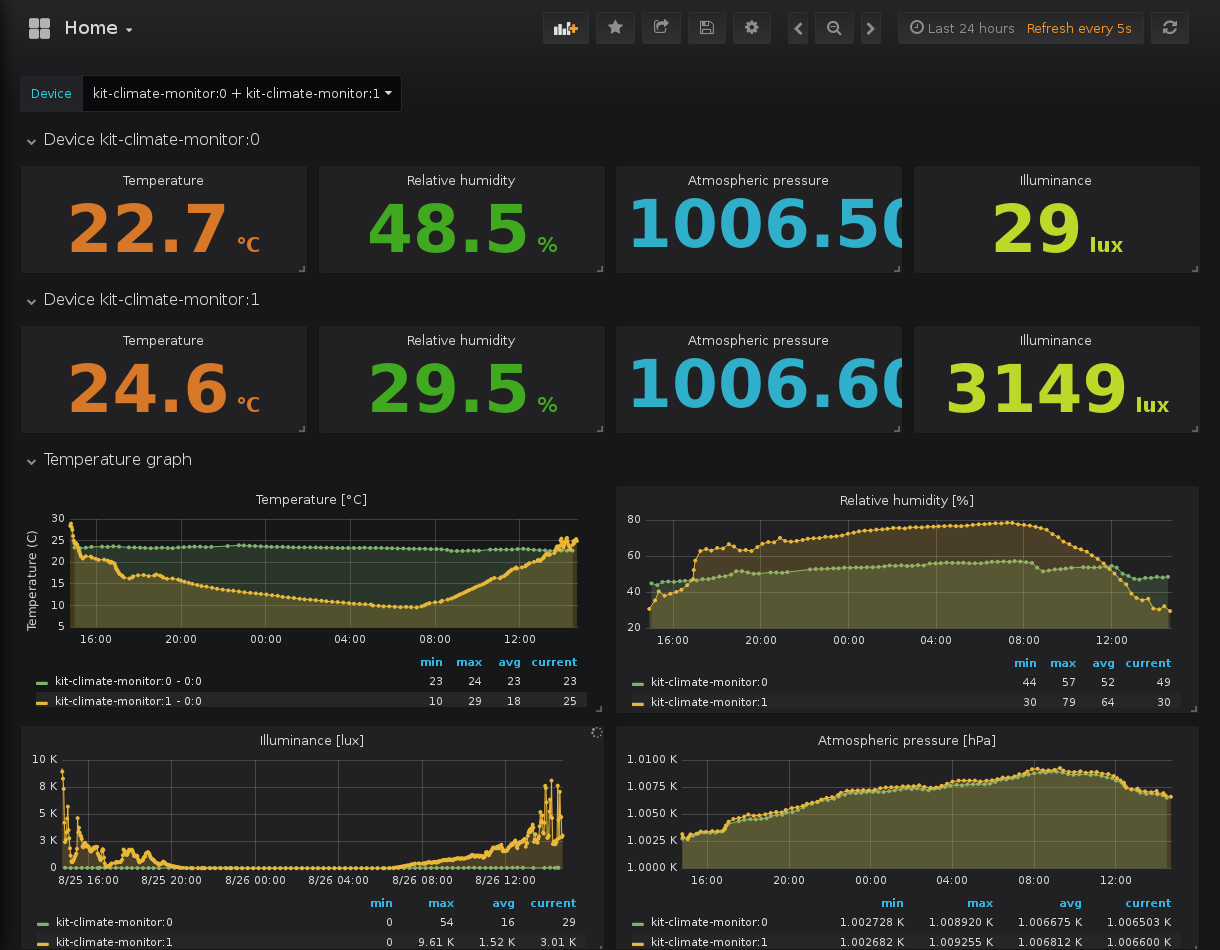 Home
Last 24 hours Refresh every 5s
Device kit-climate-monitor:0 + kit-climate-monitor:1
Device kit-climate-monitor:0
Temperature Relative humidity Atmospheric pressure Illuminance
22.7 °C 48.5 % 1006.50 29 lux
Device kit-climate-monitor:1
Temperature Relative humidity Atmospheric pressure Illuminance
24.6 °C 29.5 % 1006.60 3149 lux
Temperature graph
Temperature [°C]
Temperature (C)
30
25
20
15
10
5
16:00 20:00 00:00 04:00 08:00 12:00
min max avg current
kit-climate-monitor:0 - 0:0 23 24 23 23
kit-climate-monitor:1 - 0:0 10 29 18 25
Relative humidity [%]
80
60
40
20
16:00 20:00 00:00 04:00 08:00 12:00
min max avg current
kit-climate-monitor:0 44 57 52 49
kit-climate-monitor:1 30 79 64 30
Illuminance [lux]
10 K
8 K
5 K
3 K
0
8/25 16:00 8/25 20:00 8/26 00:00 8/26 04:00 8/26 08:00 8/26 12:00
min max avg current
kit-climate-monitor:0 0 54 16 29
kit-climate-monitor:1 0 9.61 K 1.52 K 3.01 K
Atmospheric pressure [hPa]
1.0100 K
1.0075 K
1.0050 K
1.0025 K
1.0000 K
16:00 20:00 00:00 04:00 08:00 12:00
min max avg current
kit-climate-monitor:0 1.002728 K 1.008920 K 1.006675 K 1.006503 K
kit-climate-monitor:1 1.002682 K 1.009255 K 1.006812 K 1.006600 K